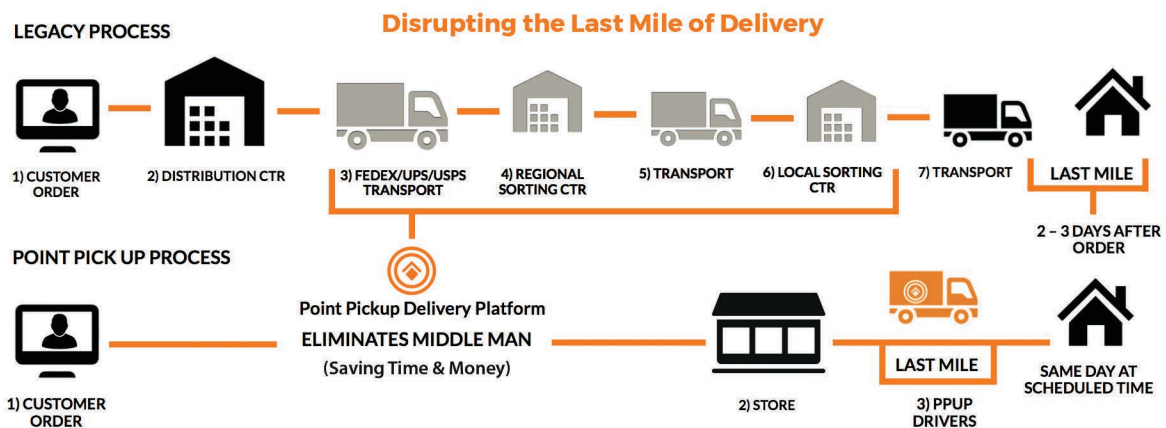 Disrupting the Last Mile of Delivery
LEGACY PROCESS
1) CUSTOMER
ORDER
2) DISTRIBUTION CTR
3) FEDEX/UPS/USPS
TRANSPORT
4) REGIONAL
SORTING CTR
5) TRANSPORT
6) LOCAL SORTING
CTR
7) TRANSPORT
LAST MILE
2 – 3 DAYS AFTER
ORDER
POINT PICK UP PROCESS
1) CUSTOMER
ORDER
Point Pickup Delivery Platform
ELIMINATES MIDDLE MAN
(Saving Time & Money)
2) STORE
LAST MILE
3) PPUP
DRIVERS
SAME DAY AT
SCHEDULED TIME